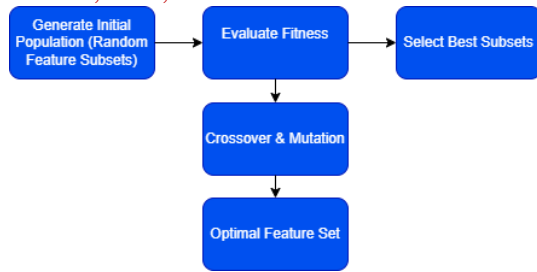 Generate Initial
Population (Random
Feature Subsets)
Evaluate Fitness
Select Best Subsets
Crossover & Mutation
Optimal Feature Set